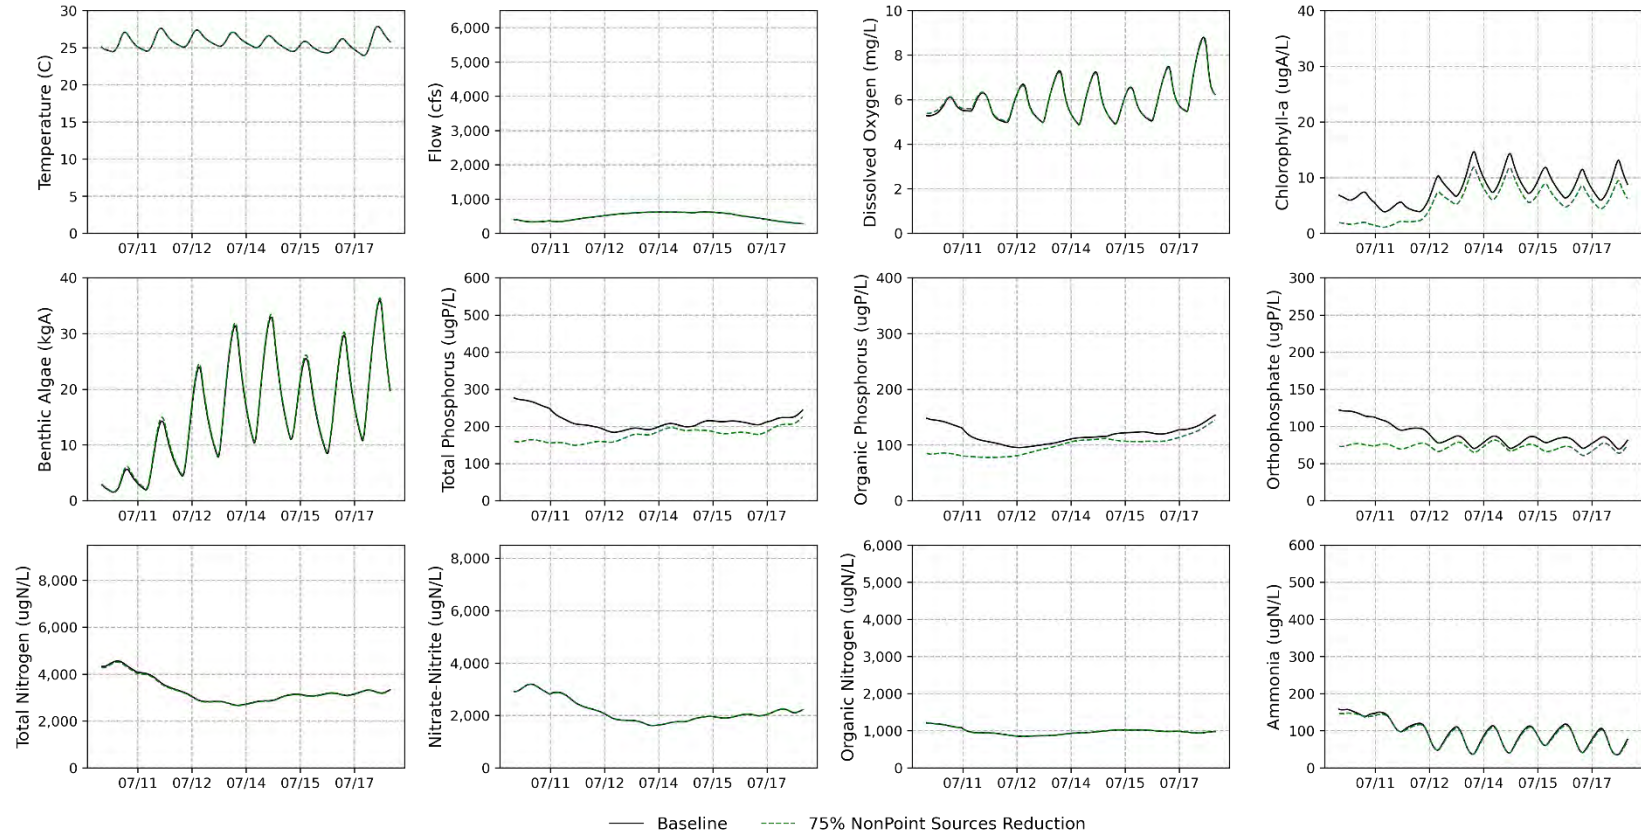 Temperature (C)
30
25
20
15
10
5
0
07/11 07/12 07/14 07/15 07/17
Flow (cfs)
6,000
5,000
4,000
3,000
2,000
1,000
0
07/11 07/12 07/14 07/15 07/17
Dissolved Oxygen (mg/L)
10
8
6
4
2
0
07/11 07/12 07/14 07/15 07/17
Chlorophyll-a (ugA/L)
40
30
20
10
0
07/11 07/12 07/14 07/15 07/17
Benthic Algae (kgA)
40
30
20
10
0
07/11 07/12 07/14 07/15 07/17
Total Phosphorus (ugP/L)
600
500
400
300
200
100
0
07/11 07/12 07/14 07/15 07/17
Organic Phosphorus (ugP/L)
400
300
200
100
0
07/11 07/12 07/14 07/15 07/17
Orthophosphate (ugP/L)
300
250
200
150
100
50
0
07/11 07/12 07/14 07/15 07/17
Total Nitrogen (ugN/L)
8,000
6,000
4,000
2,000
0
07/11 07/12 07/14 07/15 07/17
Nitrate-Nitrite (ugN/L)
8,000
6,000
4,000
2,000
0
07/11 07/12 07/14 07/15 07/17
Organic Nitrogen (ugN/L)
6,000
5,000
4,000
3,000
2,000
1,000
0
07/11 07/12 07/14 07/15 07/17
Ammonia (ugN/L)
600
500
400
300
200
100
0
07/11 07/12 07/14 07/15 07/17
Baseline 75% NonPoint Sources Reduction